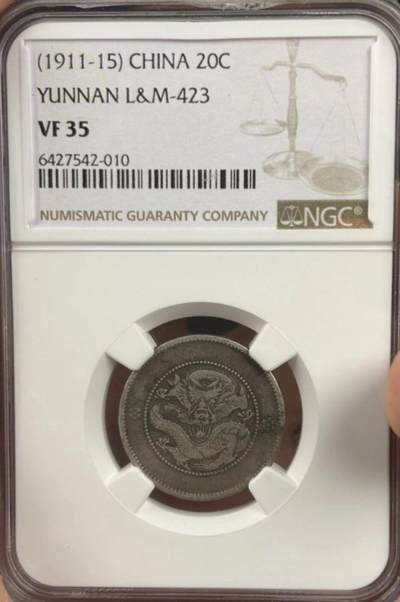 (1911-15) CHINA 20C
YUNNAN L&M-423
VF 35
6427542-010
NUMISMATIC GUARANTY COMPANY NGC®